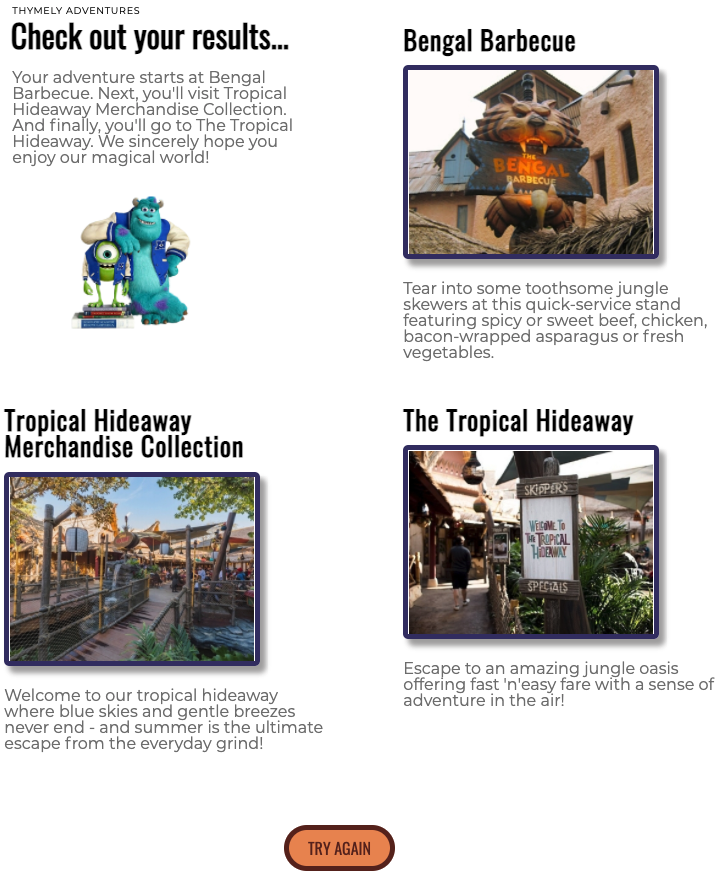 THYMELY ADVENTURES
Check out your results...
Your adventure starts at Bengal
Barbecue. Next, you'll visit Tropical
Hideaway Merchandise Collection.
And finally, you'll go to The Tropical
Hideaway. We sincerely hope you
enjoy our magical world!
Bengal Barbecue
THE
BENGAL
BARBECUE
Tear into some toothsome jungle
skewers at this quick-service stand
featuring spicy or sweet beef, chicken,
bacon-wrapped asparagus or fresh
vegetables.
Tropical Hideaway
Merchandise Collection
Welcome to our tropical hideaway
where blue skies and gentle breezes
never end - and summer is the ultimate
escape from the everyday grind!
The Tropical Hideaway
SKIPPER'S
WELCOME TO
THE TROPICAL
HIDEAWAY
SPECIALS
Escape to an amazing jungle oasis
offering fast 'n'easy fare with a sense of
adventure in the air!
TRY AGAIN